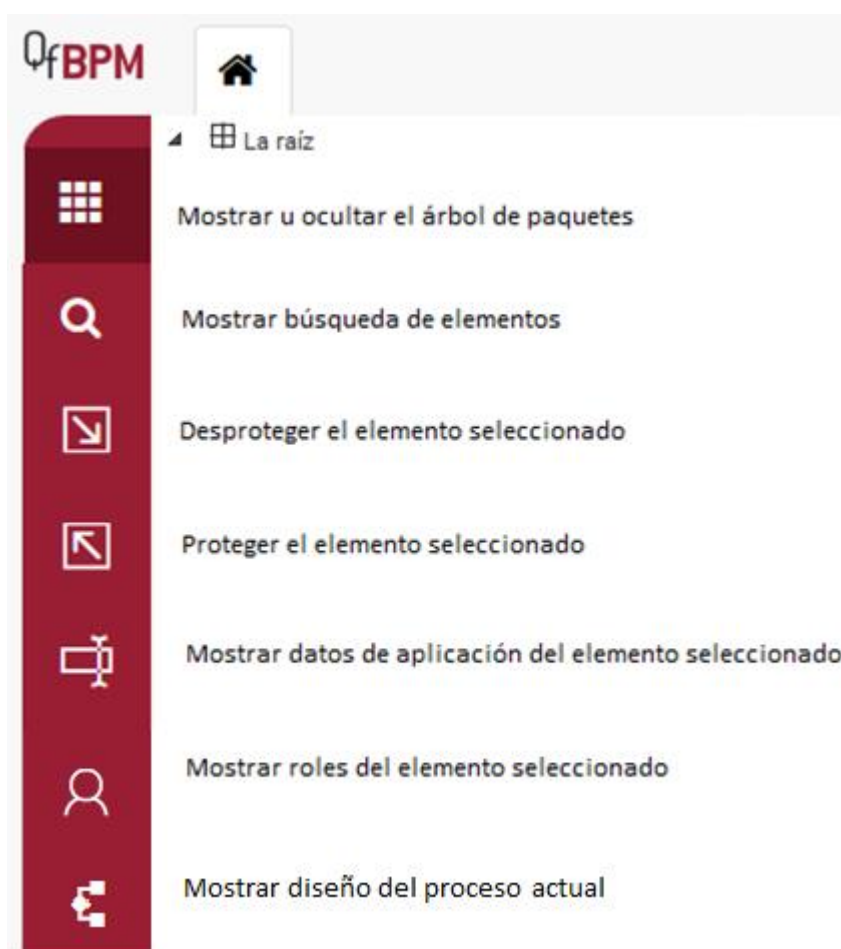 QfBPM
La raíz
Mostrar u ocultar el árbol de paquetes
Mostrar búsqueda de elementos
Desproteger el elemento seleccionado
Proteger el elemento seleccionado
Mostrar datos de aplicación del elemento seleccionado
Mostrar roles del elemento seleccionado
Mostrar diseño del proceso actual